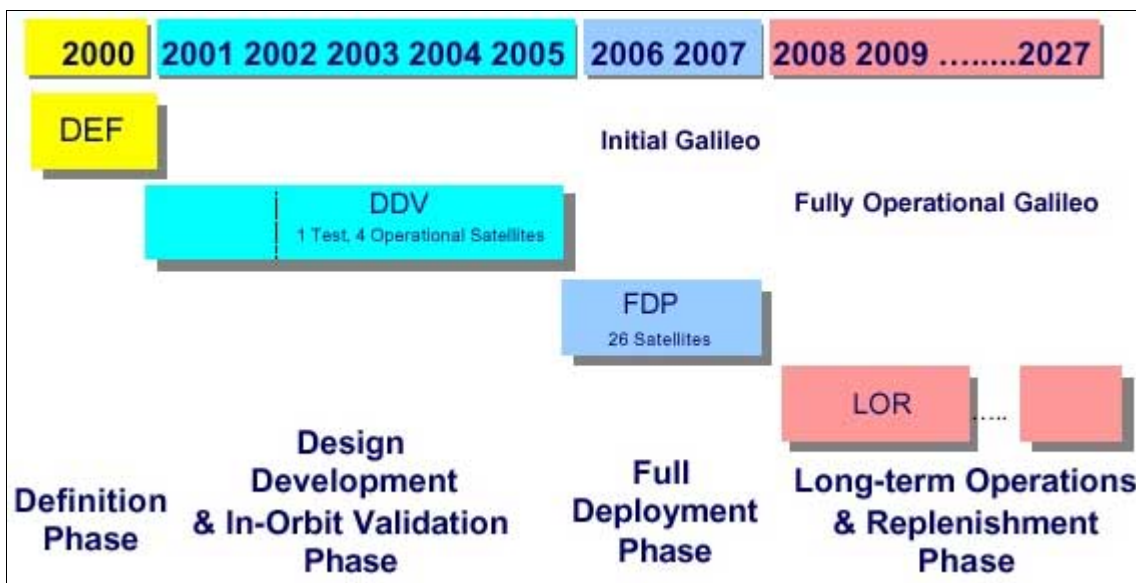 2000 2001 2002 2003 2004 2005 2006 2007 2008 2009 ........2027
DEF
Initial Galileo
DDV
1 Test, 4 Operational Satellites
Fully Operational Galileo
FDP
26 Satellites
LOR .....
Definition
Phase
Design
Development
& In-Orbit Validation
Phase
Full
Deployment
Phase
Long-term Operations
& Replenishment
Phase